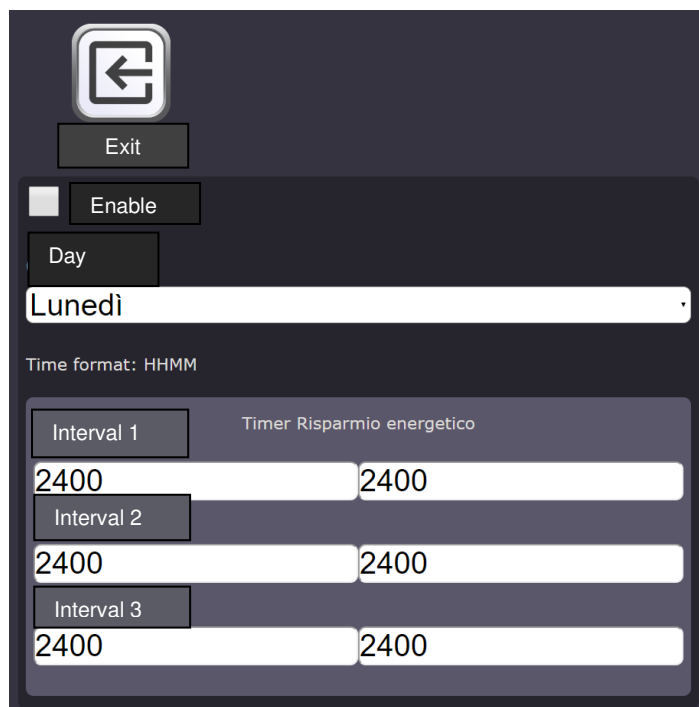 Exit
Enable
Day
Lunedì
Time format: HHMM
Interval 1 Timer Risparmio energetico
2400 2400
Interval 2
2400 2400
Interval 3
2400 2400